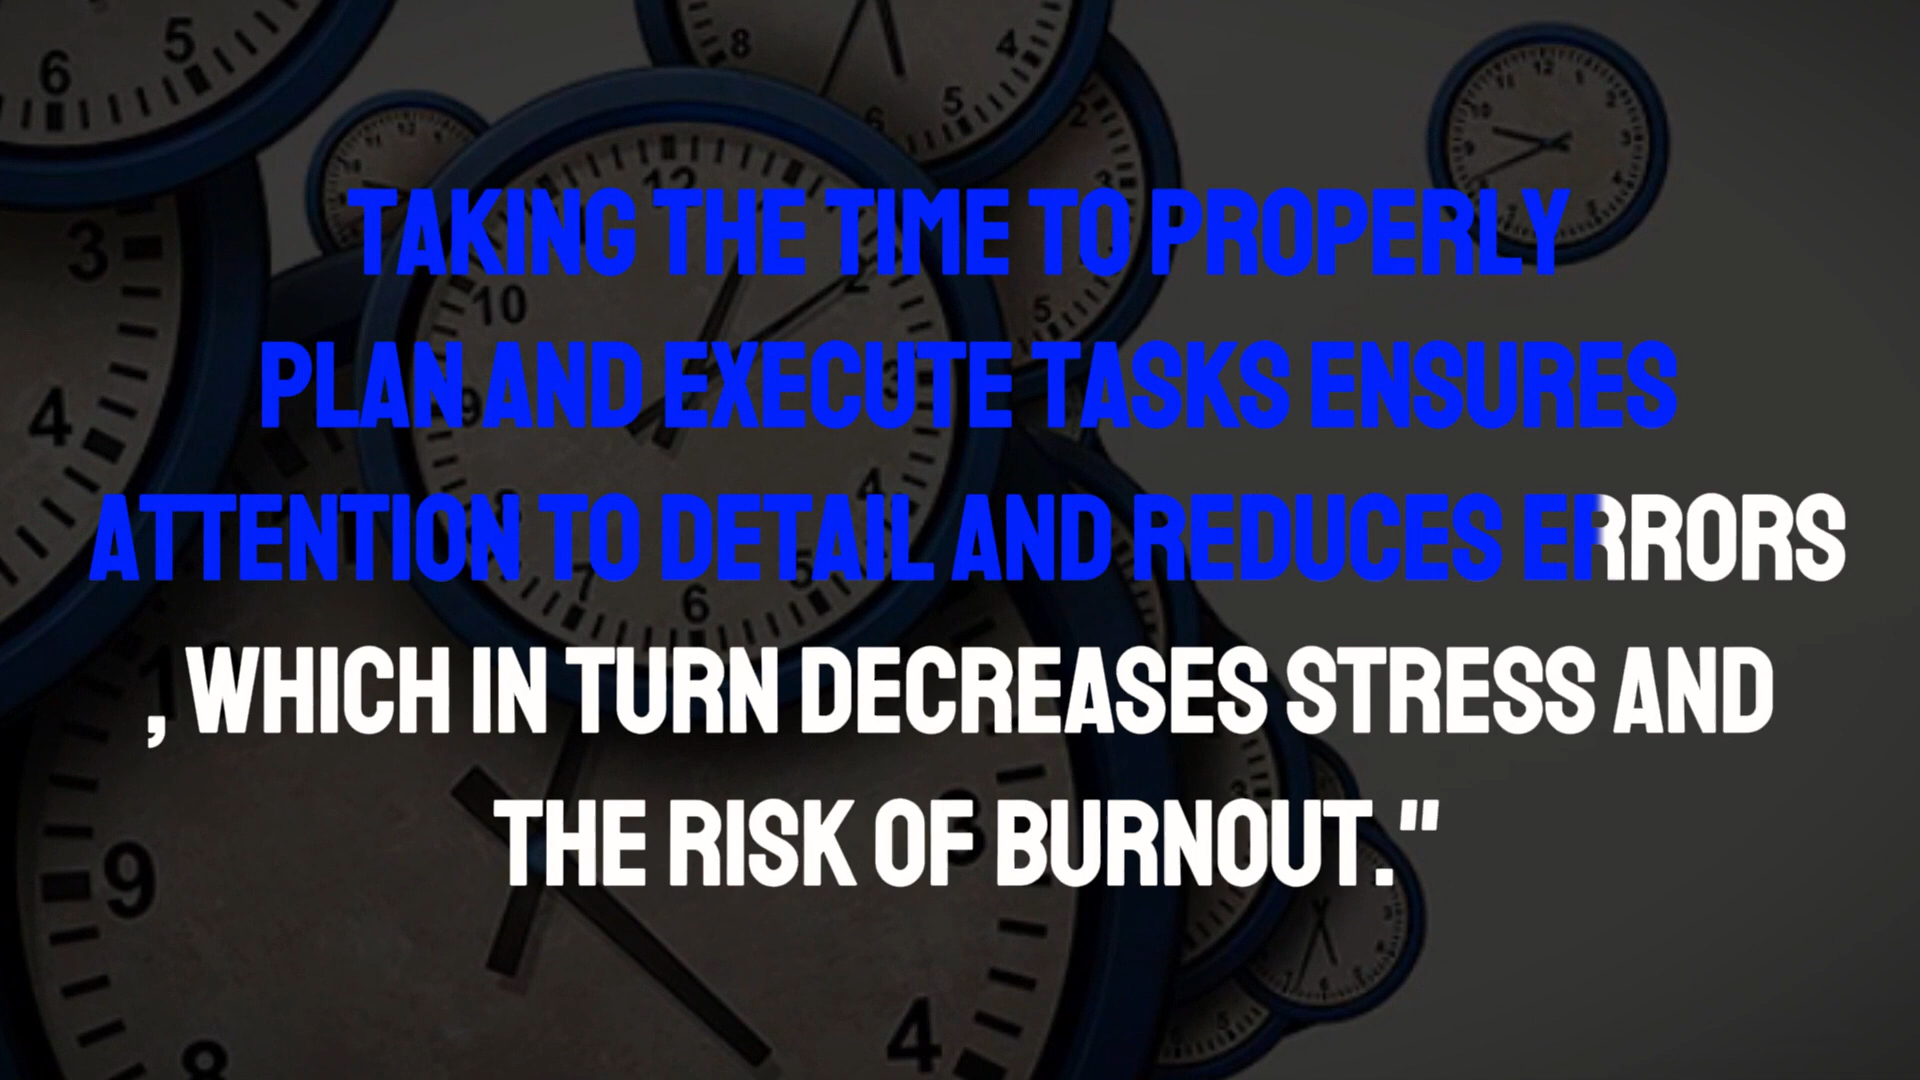 TAKING THE TIME TO PROPERLY
PLAN AND EXECUTE TASKS ENSURES
ATTENTION TO DETAIL AND REDUCES ERRORS
, WHICH IN TURN DECREASES STRESS AND
THE RISK OF BURNOUT."